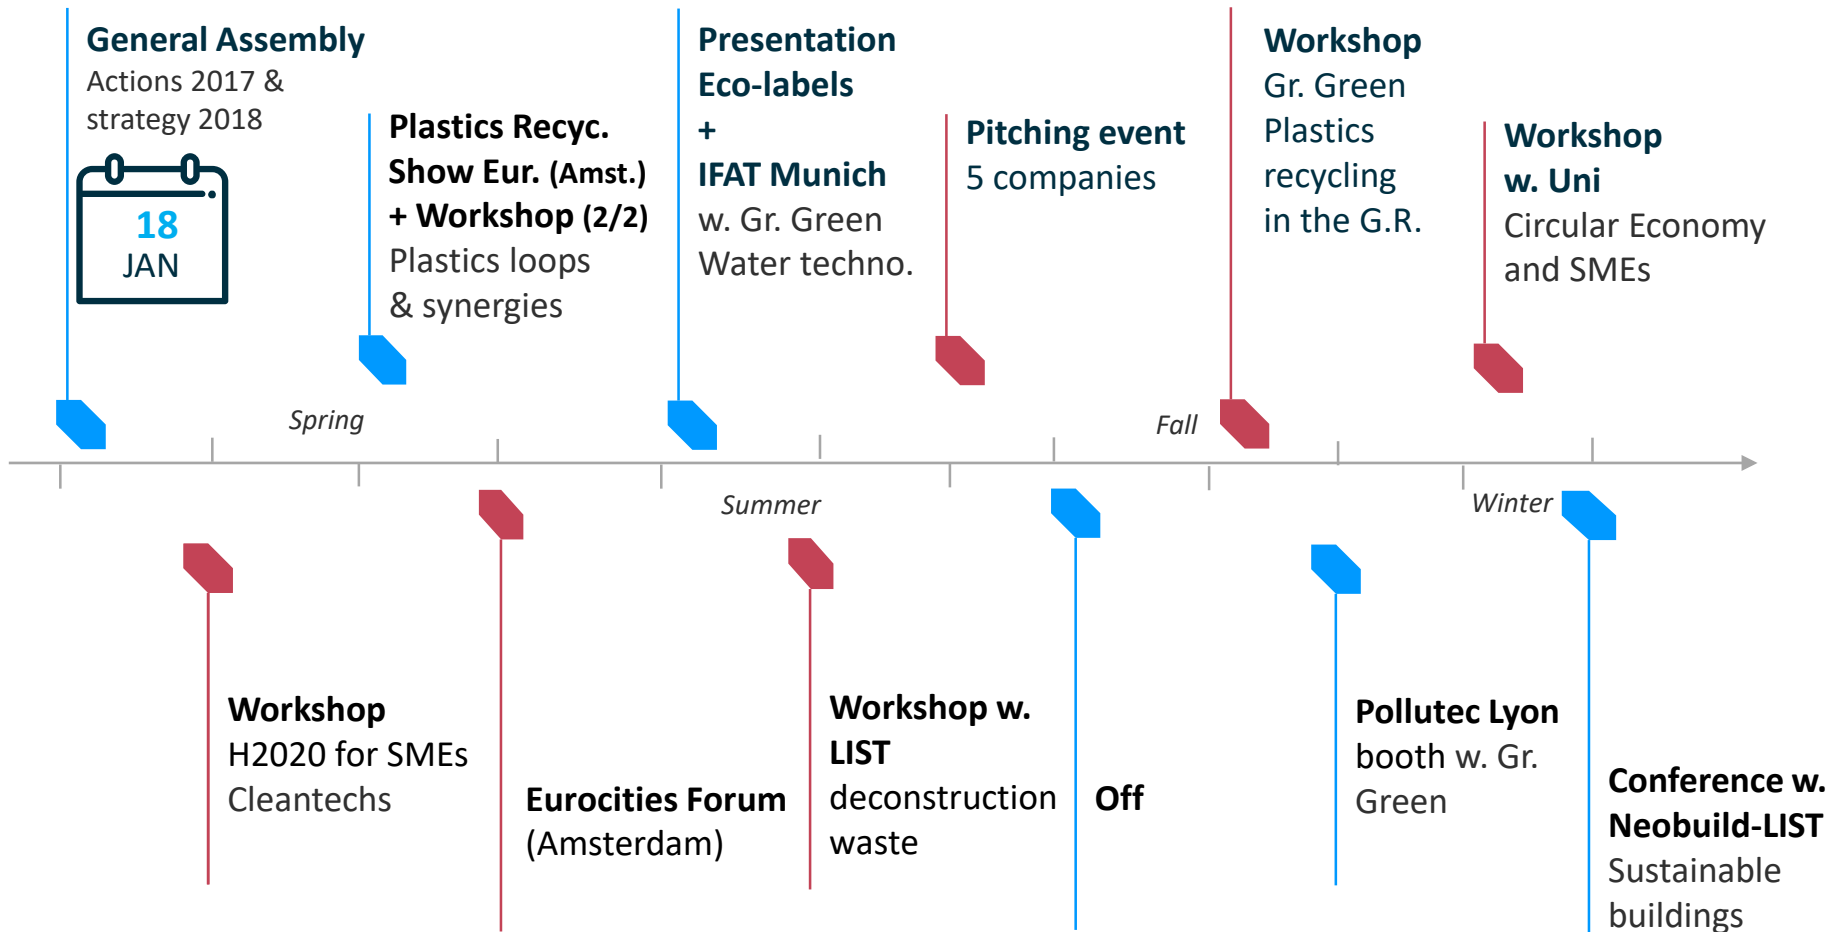 General Assembly
Actions 2017 &
strategy 2018
18
JAN
Plastics Recyc.
Show Eur. (Amst.)
+ Workshop (2/2)
Plastics loops
& synergies
Presentation
Eco-labels
+
IFAT Munich
w. Gr. Green
Water techno.
Pitching event
5 companies
Workshop
Gr. Green
Plastics
recycling
in the G.R.
Workshop
w. Uni
Circular Economy
and SMEs
Spring
Fall
Summer
Winter
Workshop
H2020 for SMEs
Cleantechs
Eurocities Forum
(Amsterdam)
Workshop w.
LIST
deconstruction
waste
Off
Pollutec Lyon
booth w. Gr.
Green
Conference w.
Neobuild-LIST
Sustainable
buildings